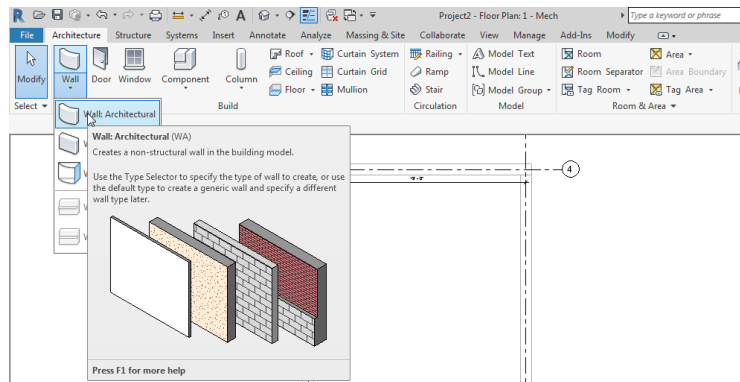 Project2 - Floor Plan: 1 - Mech
Type a keyword or phrase
File Architecture Structure Systems Insert Annotate Analyze Massing & Site Collaborate View Manage Add-Ins Modify
Modify
Wall
Door
Window
Component
Column
Roof
Ceiling
Floor
Curtain System
Curtain Grid
Mullion
Railing
Ramp
Stair
Model Text
Model Line
Model Group
Room
Room Separator
Tag Room
Area
Area Boundary
Tag Area
Select
Build
Circulation
Model
Room & Area
Wall: Architectural
W
W
W
W
Wall: Architectural (WA)
Creates a non-structural wall in the building model.
Use the Type Selector to specify the type of wall to create, or use
the default type to create a generic wall and specify a different
wall type later.
Press F1 for more help
4